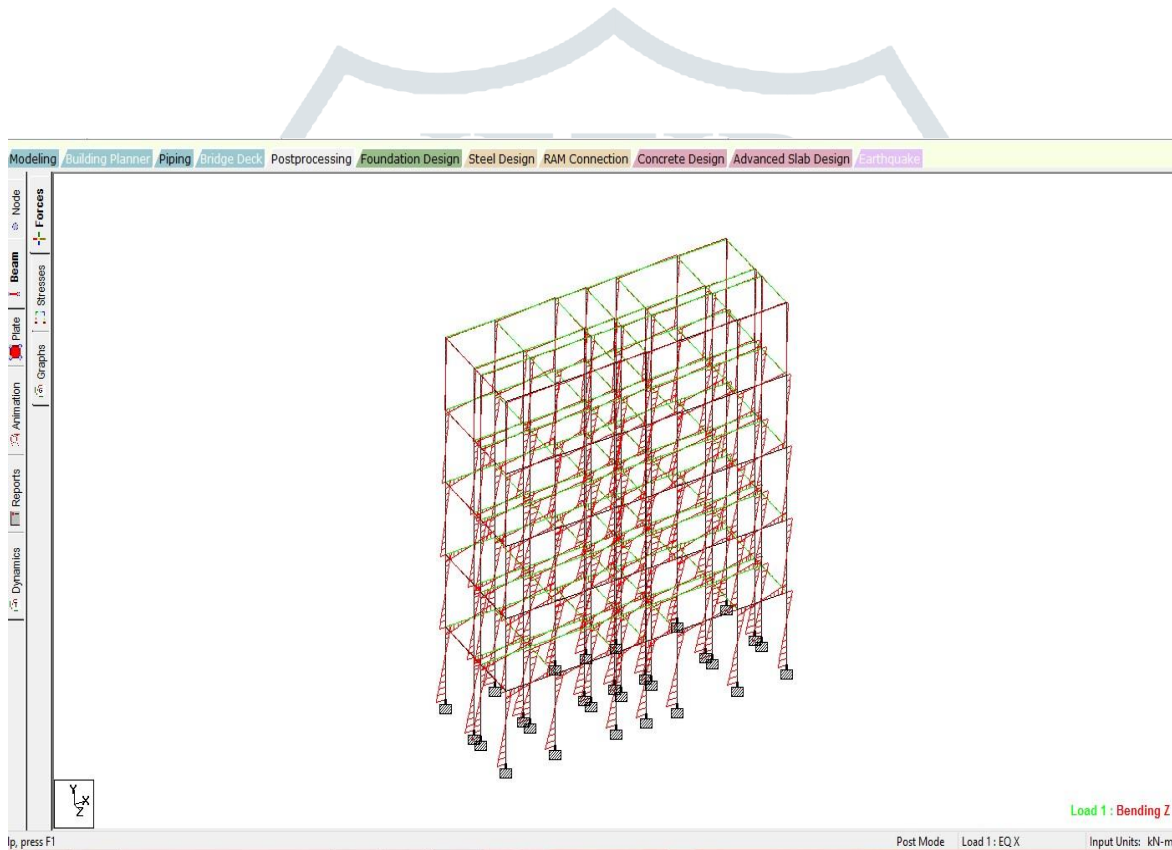 Modeling Building Planner Piping Bridge Deck Postprocessing Foundation Design Steel Design RAM Connection Concrete Design Advanced Slab Design Earthquake
Node
Beam
Plate
Animation
Reports
Dynamics
Forces
Stresses
Graphs
Y
X
Z
Load 1 : Bending Z
lp, press F1 Post Mode Load 1 : EQ X Input Units: kN-m